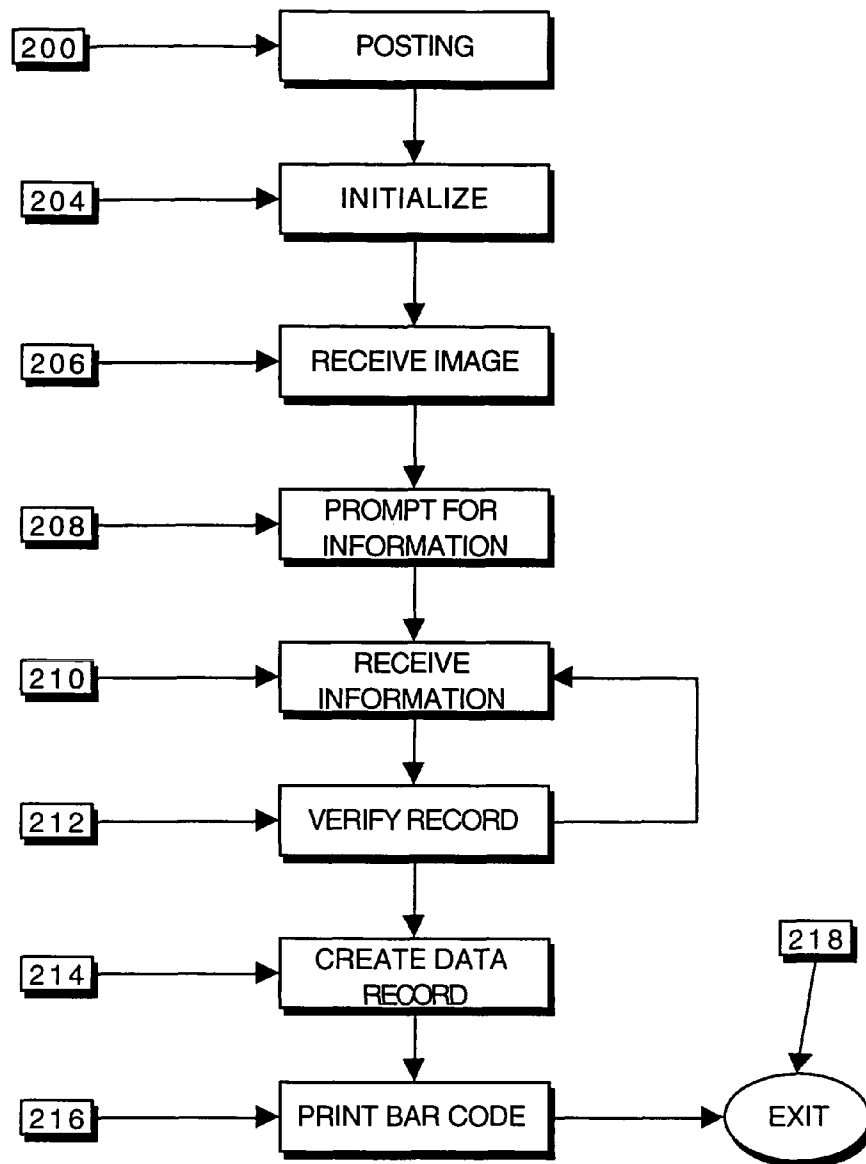 200
POSTING
204
INITIALIZE
206
RECEIVE IMAGE
208
PROMPT FOR
INFORMATION
210
RECEIVE
INFORMATION
212
VERIFY RECORD
214
CREATE DATA
RECORD
218
216
PRINT BAR CODE
EXIT